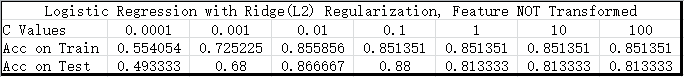 Logistic Regression with Ridge(L2) Regularization, Feature NOT Transformed
C Values 0.0001 0.001 0.01 0.1 1 10 100
Acc on Train 0.554054 0.725225 0.855856 0.851351 0.851351 0.851351 0.851351
Acc on Test 0.493333 0.68 0.866667 0.88 0.813333 0.813333 0.813333